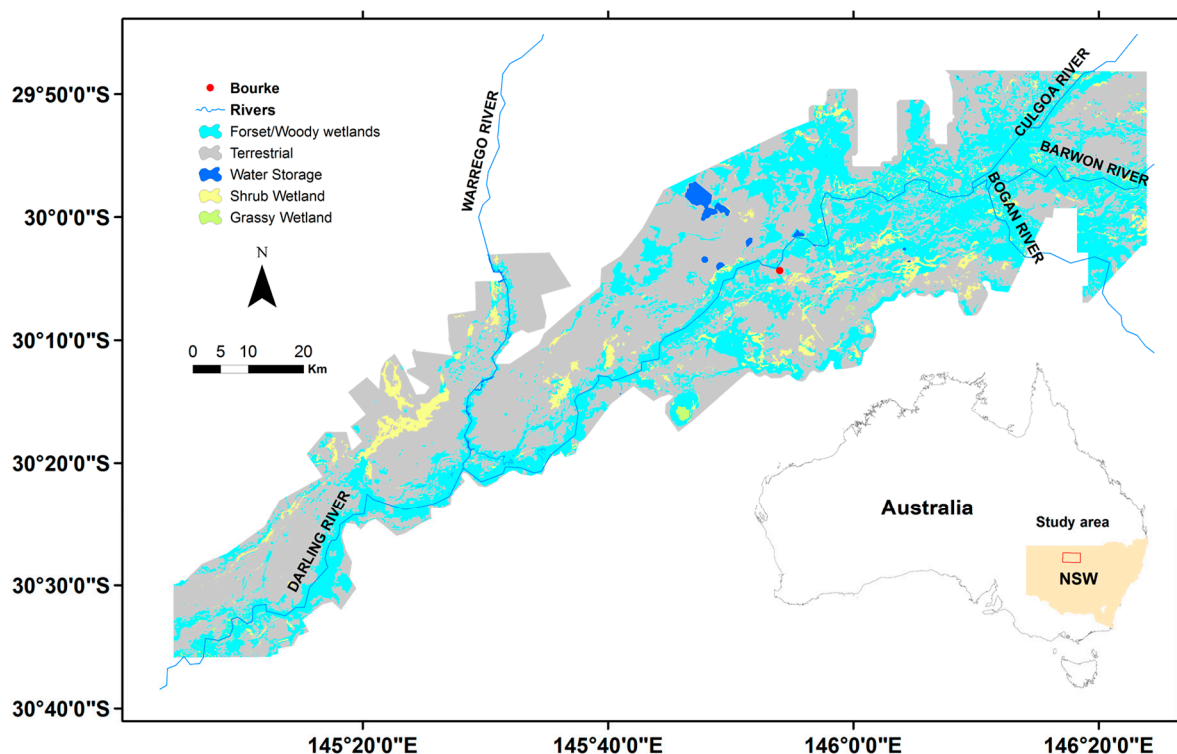 29°50'0"S
30°0'0"S
30°10'0"S
30°20'0"S
30°30'0"S
30°40'0"S
Bourke
Rivers
Forset/Woody wetlands
Terrestrial
Water Storage
Shrub Wetland
Grassy Wetland
N
0 5 10 20
Km
WARREGO RIVER
CULGOA RIVER
BARWON RIVER
BOGAN RIVER
DARLING RIVER
Australia
Study area
NSW
145°20'0"E
145°40'0"E
146°0'0"E
146°20'0"E